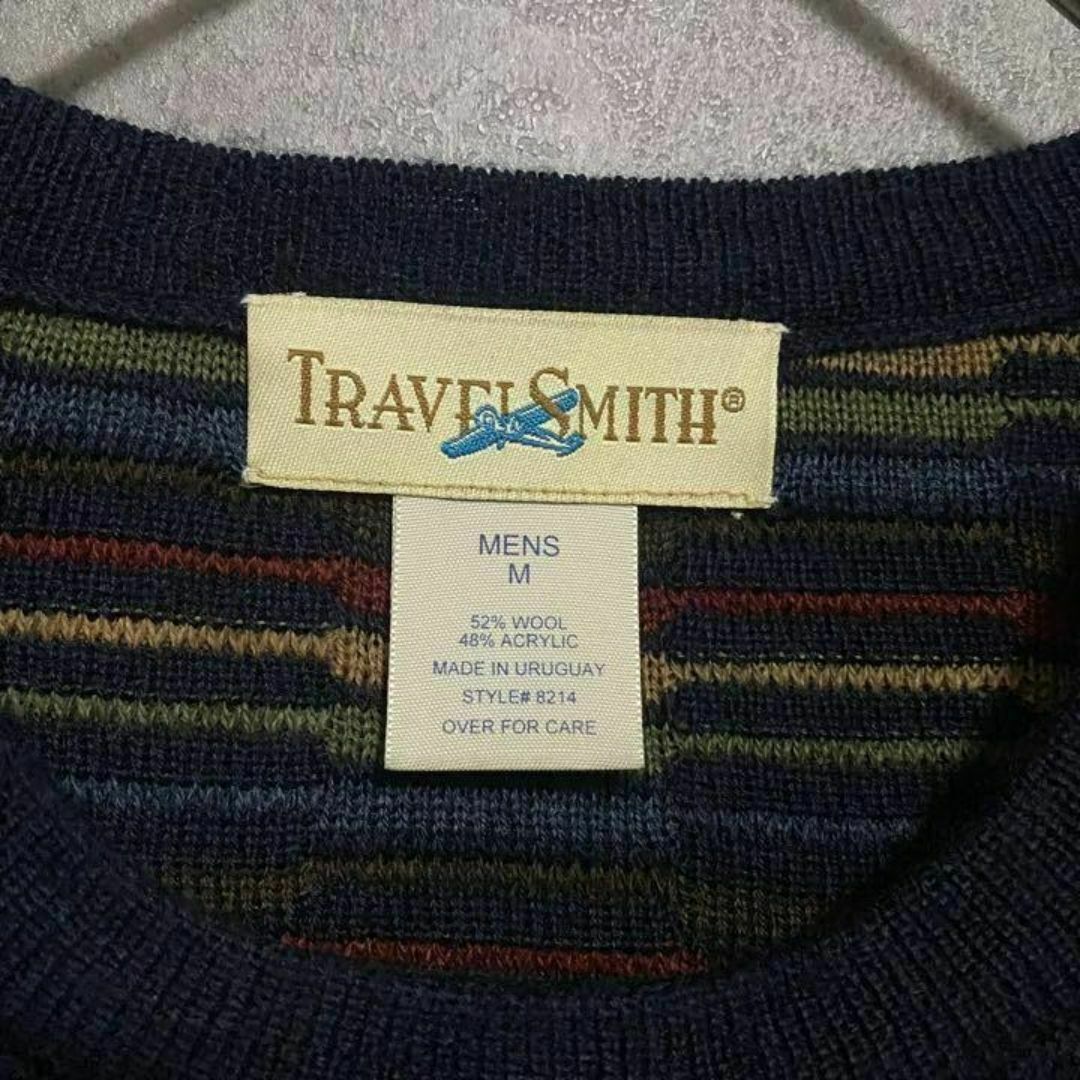 TRAVELSMITH®
MENS
M
52% WOOL
48% ACRYLIC
MADE IN URUGUAY
STYLE# 8214
OVER FOR CARE